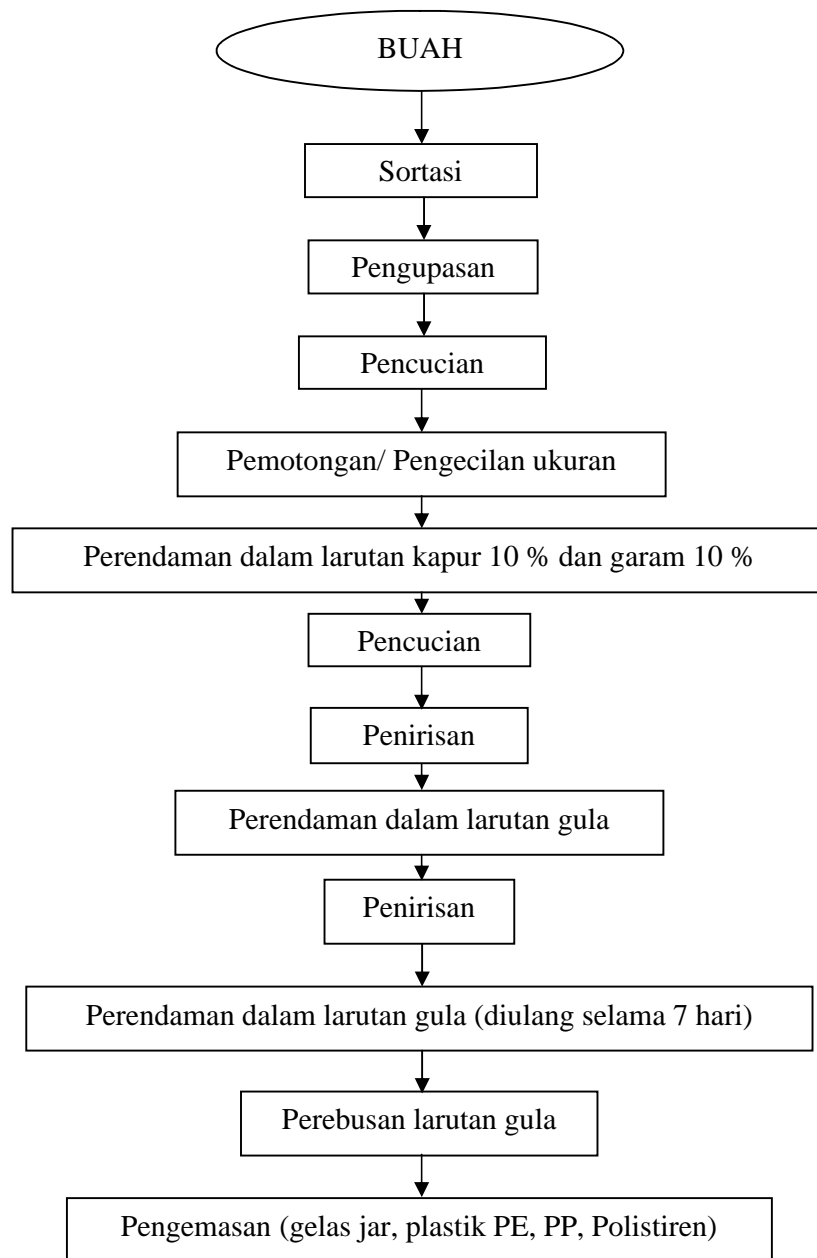 BUAH
Sortasi
Pengupasan
Pencucian
Pemotongan/ Pengecilan ukuran
Perendaman dalam larutan kapur 10 % dan garam 10 %
Pencucian
Penirisan
Perendaman dalam larutan gula
Penirisan
Perendaman dalam larutan gula (diulang selama 7 hari)
Perebusan larutan gula
Pengemasan (gelas jar, plastik PE, PP, Polistiren)